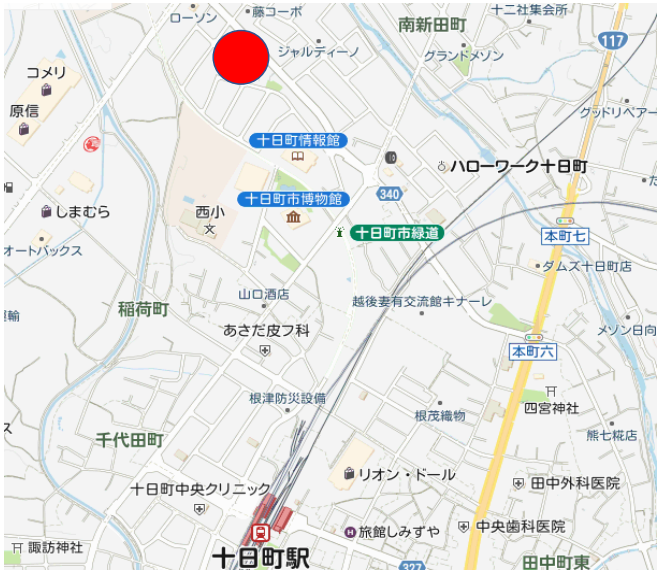 ローソン
藤コーポ
十二社集会所
南新田町
117
ジャルディーノ
グランドメゾン
コメリ
原信
グッドリペアー
十日町情報館
ハローワーク十日町
340
十日町市博物館
しまむら
西小
十日町市緑道
本町七
オートバックス
ダムズ十日町店
山口酒店
越後妻有交流館キナーレ
稲荷町
あさだ皮フ科
メゾン日向
本町六
根津防災設備
根茂織物
四宮神社
熊七糀店
千代田町
リオン・ドール
十日町中央クリニック
田中外科医院
旅館しみずや
中央歯科医院
諏訪神社
十日町駅
327
田中町東